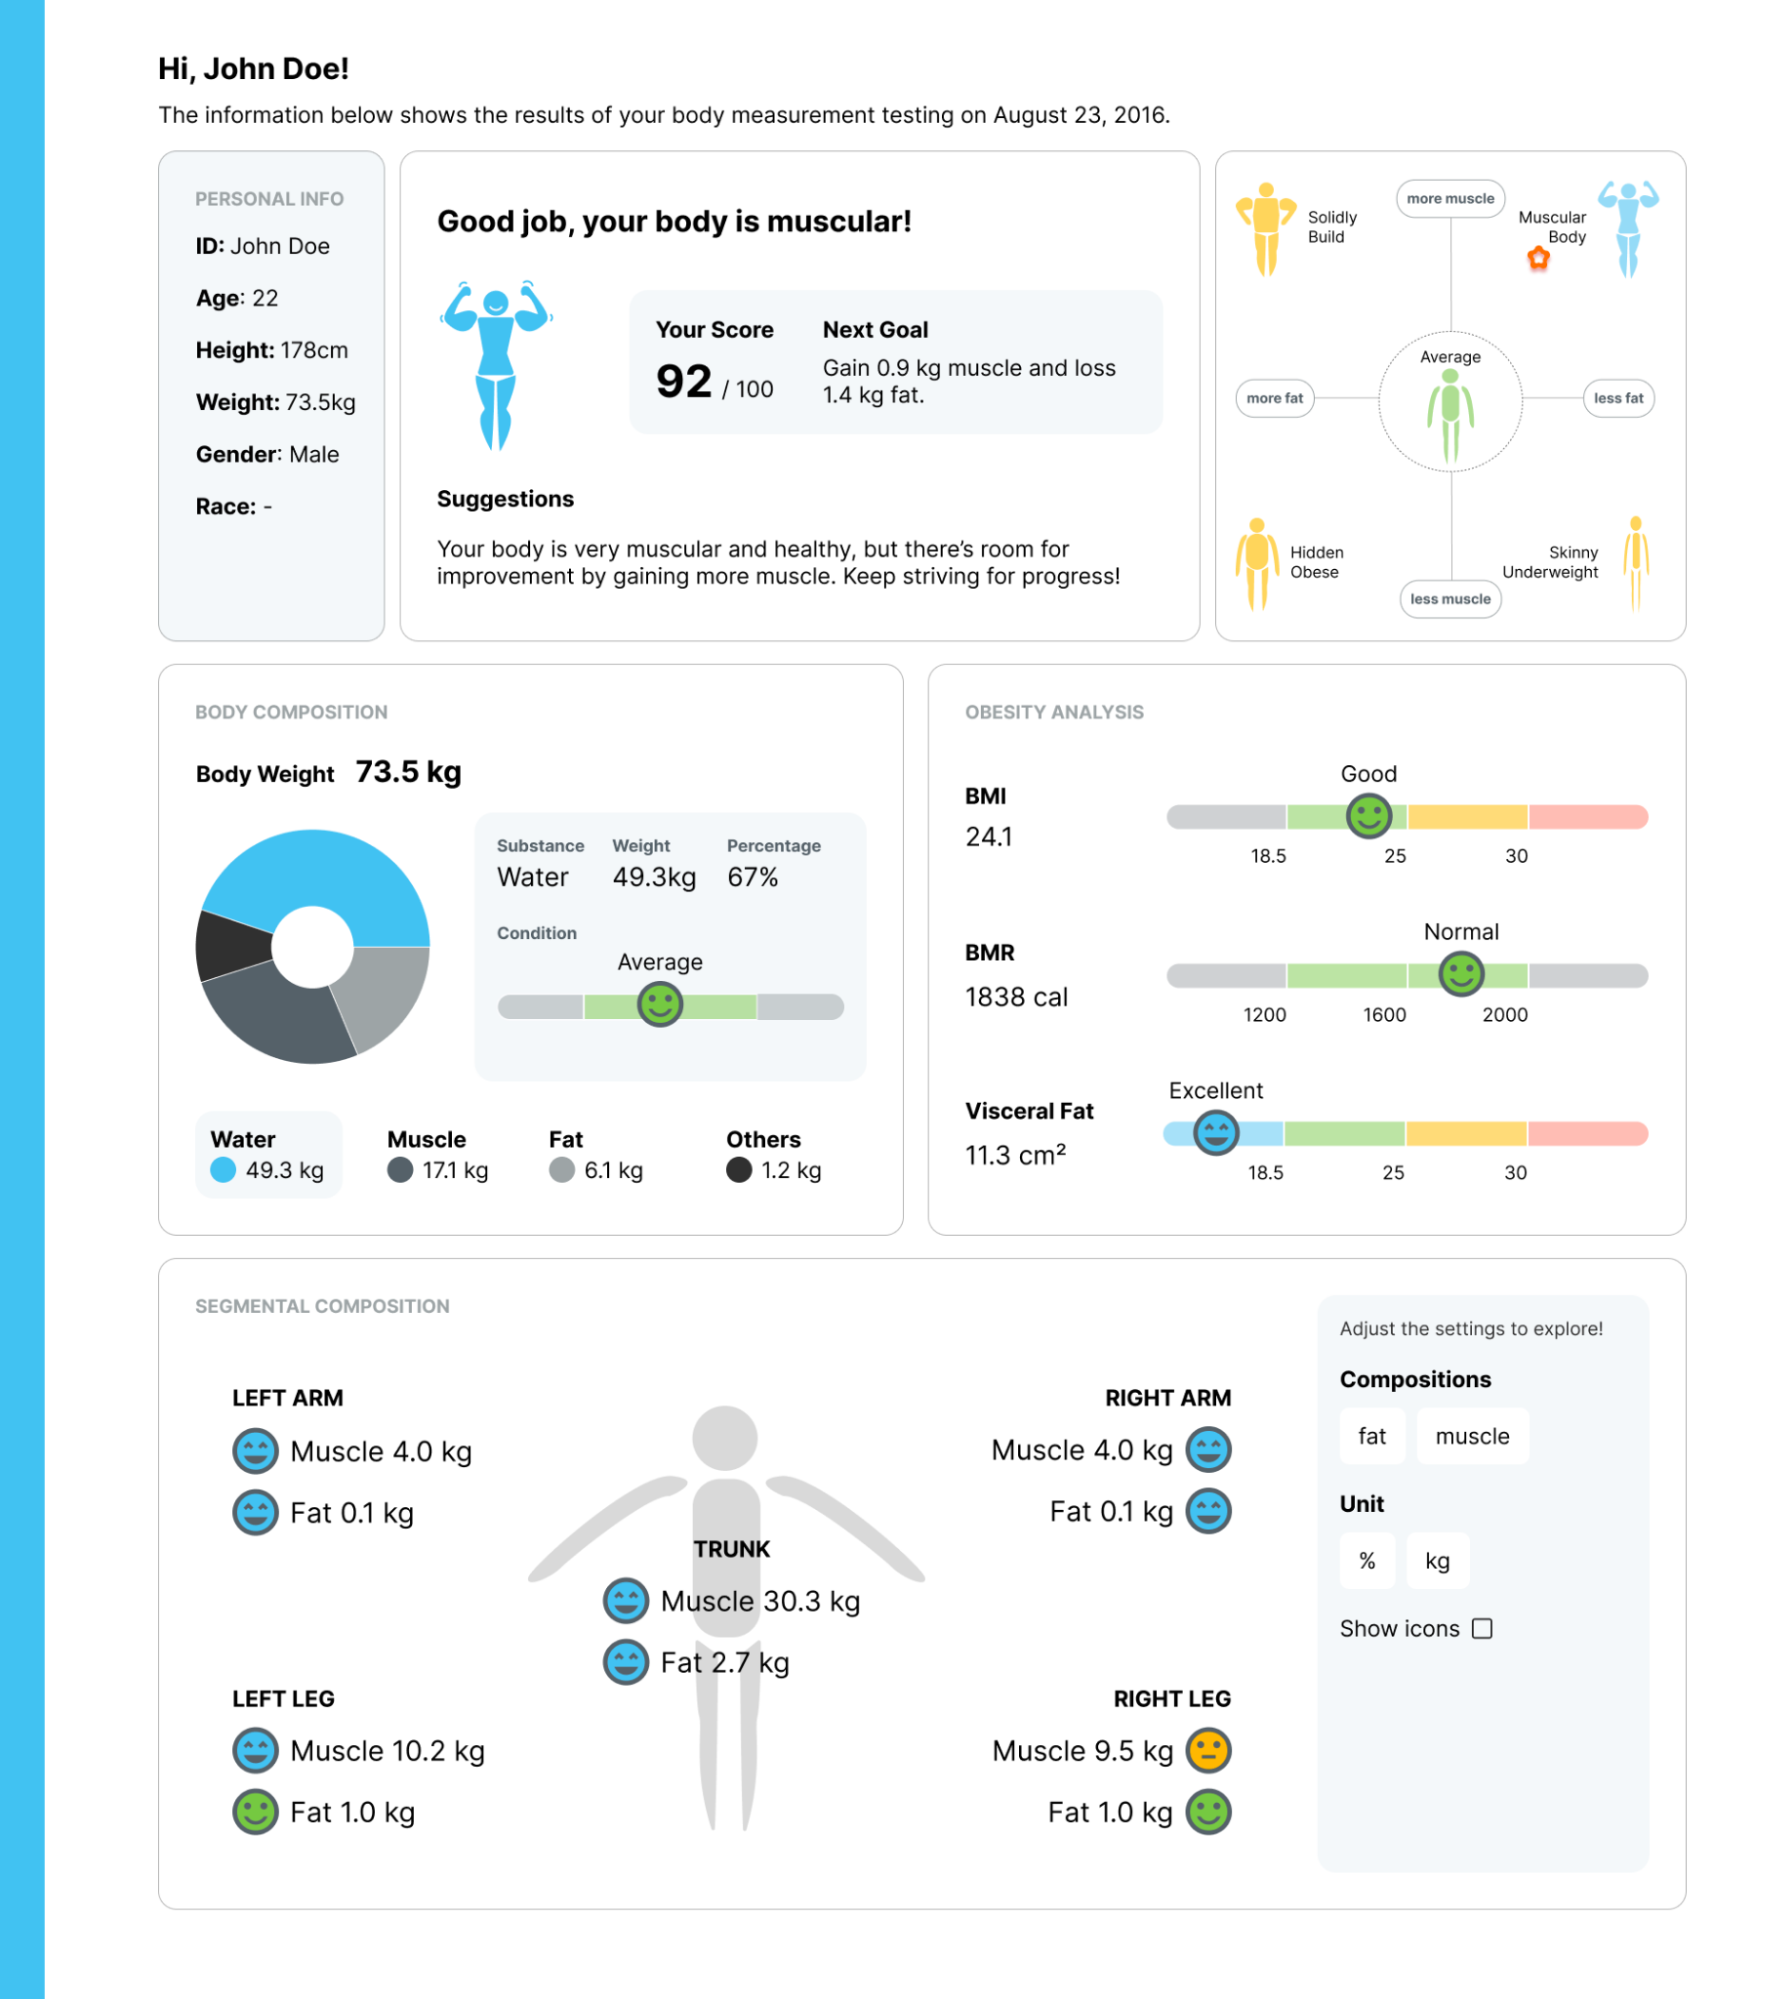 Hi, John Doe!
The information below shows the results of your body measurement testing on August 23, 2016.
PERSONAL INFO
ID: John Doe
Age: 22
Height: 178cm
Weight: 73.5kg
Gender: Male
Race: -
Good job, your body is muscular!
Your Score
92 / 100
Next Goal
Gain 0.9 kg muscle and loss
1.4 kg fat.
Suggestions
Your body is very muscular and healthy, but there’s room for
improvement by gaining more muscle. Keep striving for progress!
more muscle
Solidly
Build
Muscular
Body
Average
more fat
less fat
Hidden
Obese
Skinny
Underweight
less muscle
BODY COMPOSITION
Body Weight 73.5 kg
Substance Weight Percentage
Water 49.3kg 67%
Condition
Average
Water
49.3 kg
Muscle
17.1 kg
Fat
6.1 kg
Others
1.2 kg
OBESITY ANALYSIS
BMI
24.1
Good
18.5 25 30
BMR
1838 cal
Normal
1200 1600 2000
Visceral Fat
11.3 cm²
Excellent
18.5 25 30
SEGMENTAL COMPOSITION
LEFT ARM
Muscle 4.0 kg
Fat 0.1 kg
RIGHT ARM
Muscle 4.0 kg
Fat 0.1 kg
TRUNK
Muscle 30.3 kg
Fat 2.7 kg
LEFT LEG
Muscle 10.2 kg
Fat 1.0 kg
RIGHT LEG
Muscle 9.5 kg
Fat 1.0 kg
Adjust the settings to explore!
Compositions
fat muscle
Unit
% kg
Show icons